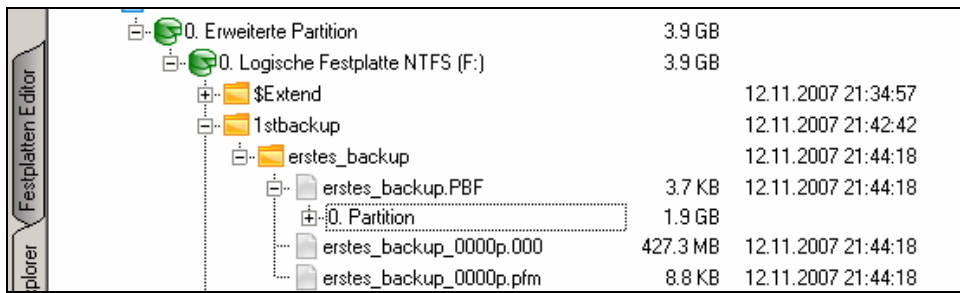 0. Erweiterte Partition 3.9 GB
0. Logische Festplatte NTFS (F:) 3.9 GB
$Extend 12.11.2007 21:34:57
1stbackup 12.11.2007 21:42:42
erstes_backup 12.11.2007 21:44:18
erstes_backup.PBF 3.7 KB 12.11.2007 21:44:18
0. Partition 1.9 GB
erstes_backup_0000p.000 427.3 MB 12.11.2007 21:44:18
erstes_backup_0000p.pfm 8.8 KB 12.11.2007 21:44:18
Festplatten Editor
plorer